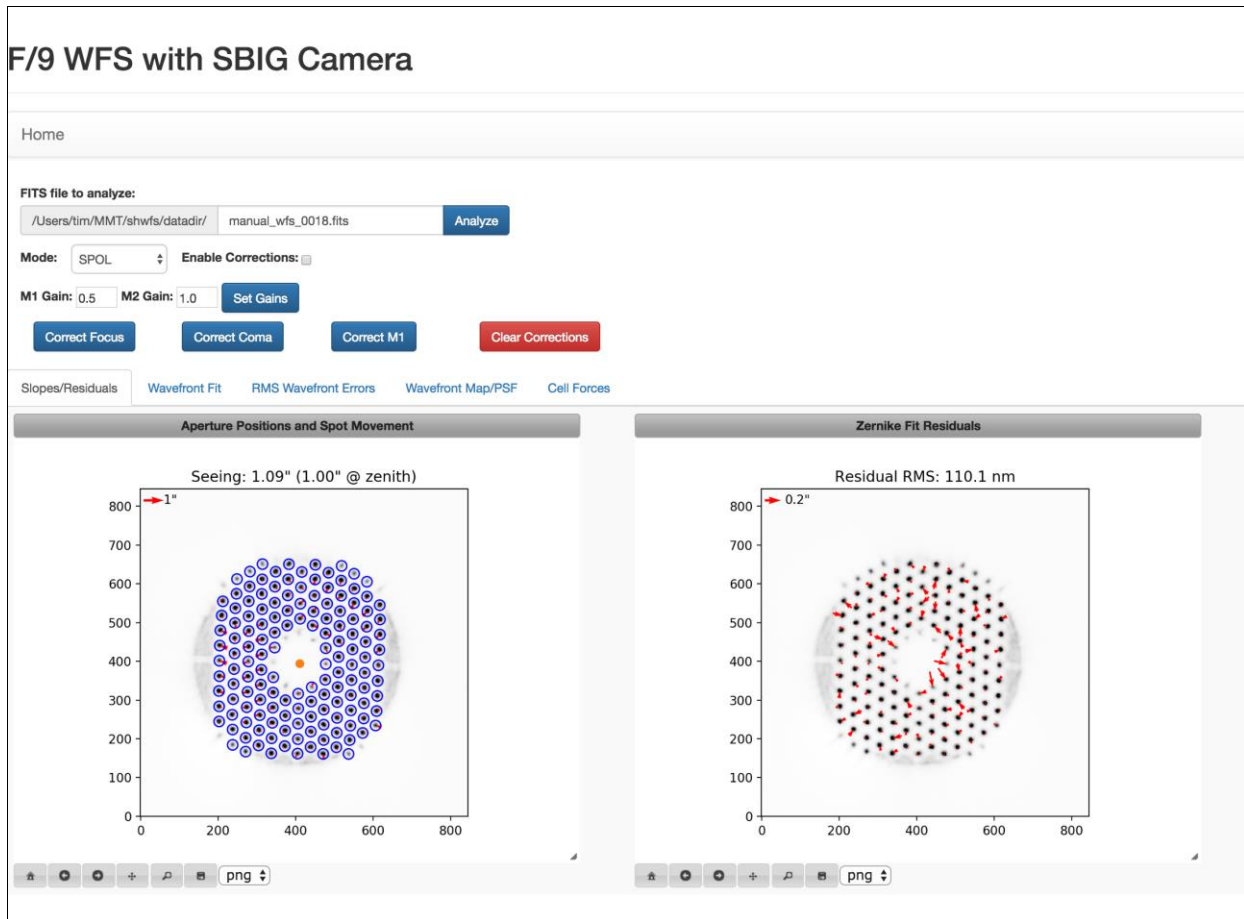 F/9 WFS with SBIG Camera
Home
FITS file to analyze:
/Users/tim/MMT/shwfs/datadir/ manual_wfs_0018.fits Analyze
Mode: SPOL Enable Corrections:
M1 Gain: 0.5 M2 Gain: 1.0 Set Gains
Correct Focus Correct Coma Correct M1 Clear Corrections
Slopes/Residuals Wavefront Fit RMS Wavefront Errors Wavefront Map/PSF Cell Forces
Aperture Positions and Spot Movement
Seeing: 1.09" (1.00" @ zenith)
1"
800
700
600
500
400
300
200
100
0
0 200 400 600 800
png
Zernike Fit Residuals
Residual RMS: 110.1 nm
0.2"
800
700
600
500
400
300
200
100
0
0 200 400 600 800
png